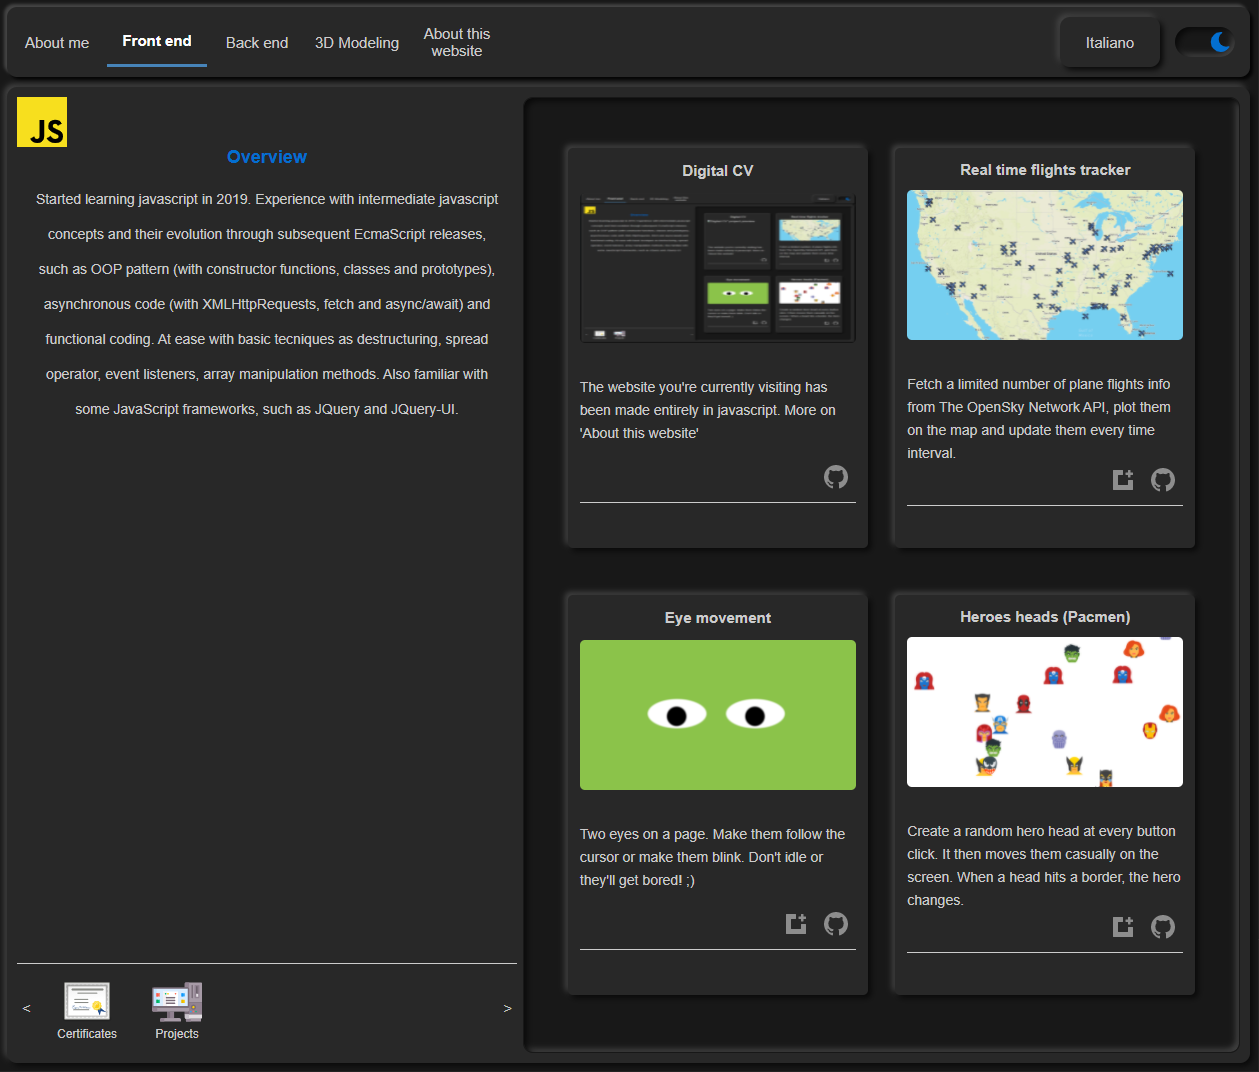 About me
Front end
Back end
3D Modeling
About this
website
Italiano
JS
Overview
Started learning javascript in 2019. Experience with intermediate javascript
concepts and their evolution through subsequent EcmaScript releases,
such as OOP pattern (with constructor functions, classes and prototypes),
asynchronous code (with XMLHttpRequests, fetch and async/await) and
functional coding. At ease with basic tecniques as destructuring, spread
operator, event listeners, array manipulation methods. Also familiar with
some JavaScript frameworks, such as JQuery and JQuery-UI.
<
Certificates
Projects
>
Digital CV
The website you're currently visiting has
been made entirely in javascript. More on
'About this website'
Real time flights tracker
Fetch a limited number of plane flights info
from The OpenSky Network API, plot them
on the map and update them every time
interval.
Eye movement
Two eyes on a page. Make them follow the
cursor or make them blink. Don't idle or
they'll get bored! ;)
Heroes heads (Pacmen)
Create a random hero head at every button
click. It then moves them casually on the
screen. When a head hits a border, the hero
changes.